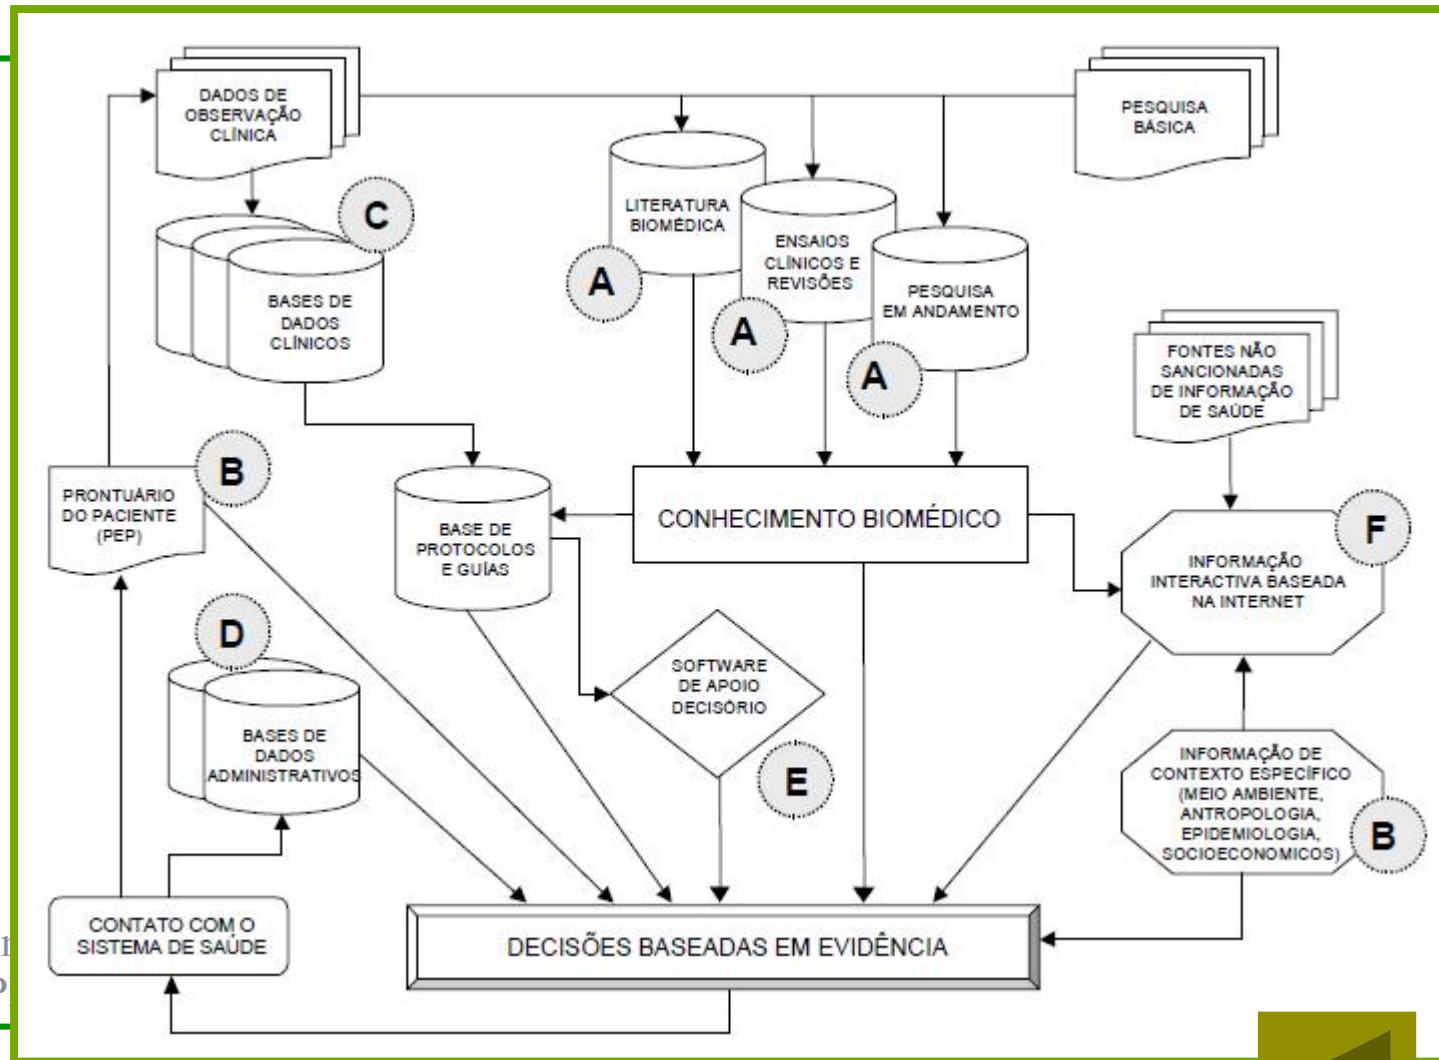 DADOS DE
OBSERVAÇÃO
CLÍNICA
PESQUISA
BÁSICA
C
LITERATURA
BIOMÉDICA
A
ENSAIOS
CLÍNICOS E
REVISÕES
A
PESQUISA
EM ANDAMENTO
A
BASES DE
DADOS
CLÍNICOS
FONTES NÃO
SANCIONADAS
DE INFORMAÇÃO
DE SAÚDE
B
PRONTUÁRIO
DO PACIENTE
(PEP)
BASE DE
PROTOCOLOS
E GUÍAS
CONHECIMENTO BIOMÉDICO
F
INFORMAÇÃO
INTERACTIVA BASEADA
NA INTERNET
D
BASES DE
DADOS
ADMINISTRATIVOS
SOFTWARE
DE APOIO
DECISÓRIO
E
INFORMAÇÃO DE
CONTEXTO ESPECÍFICO
(MEIO AMBIENTE,
ANTROPOLOGIA,
EPIDEMIOLOGIA,
SOCIOECONOMICOS)
B
CONTATO COM O
SISTEMA DE SAÚDE
DECISÕES BASEADAS EM EVIDÊNCIA